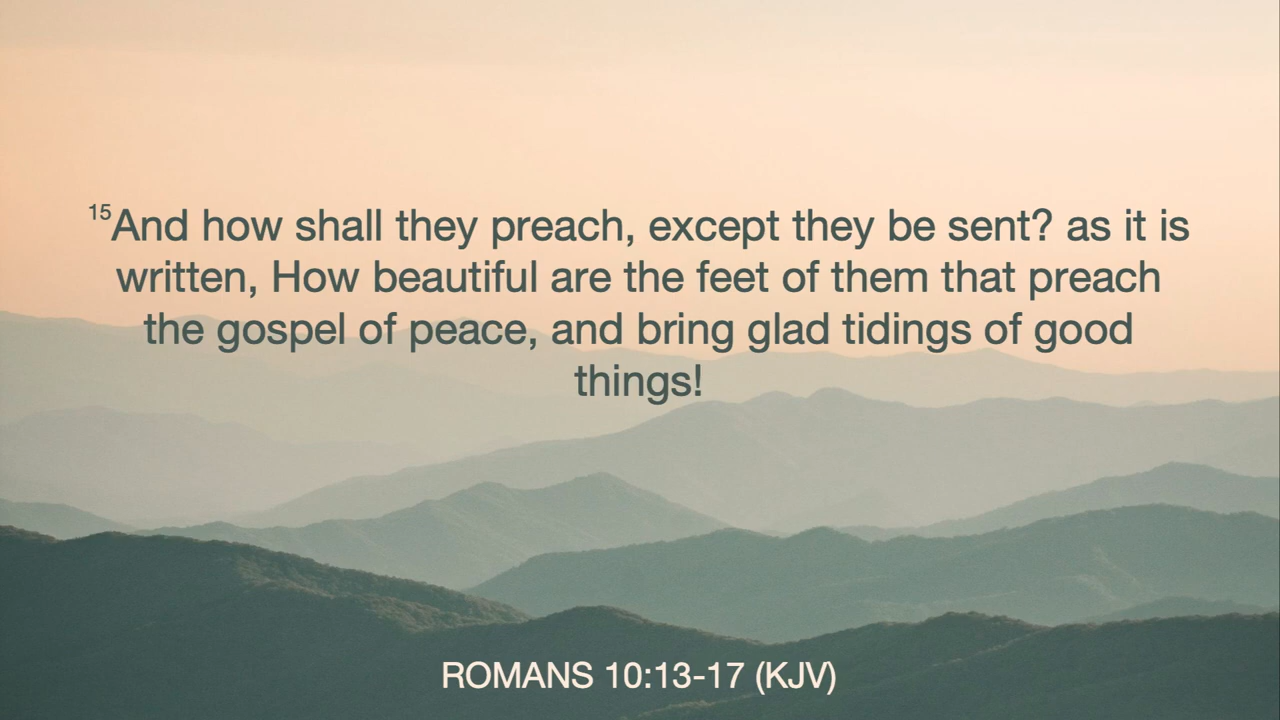 15And how shall they preach, except they be sent? as it is
written, How beautiful are the feet of them that preach
the gospel of peace, and bring glad tidings of good
things!
ROMANS 10:13-17 (KJV)